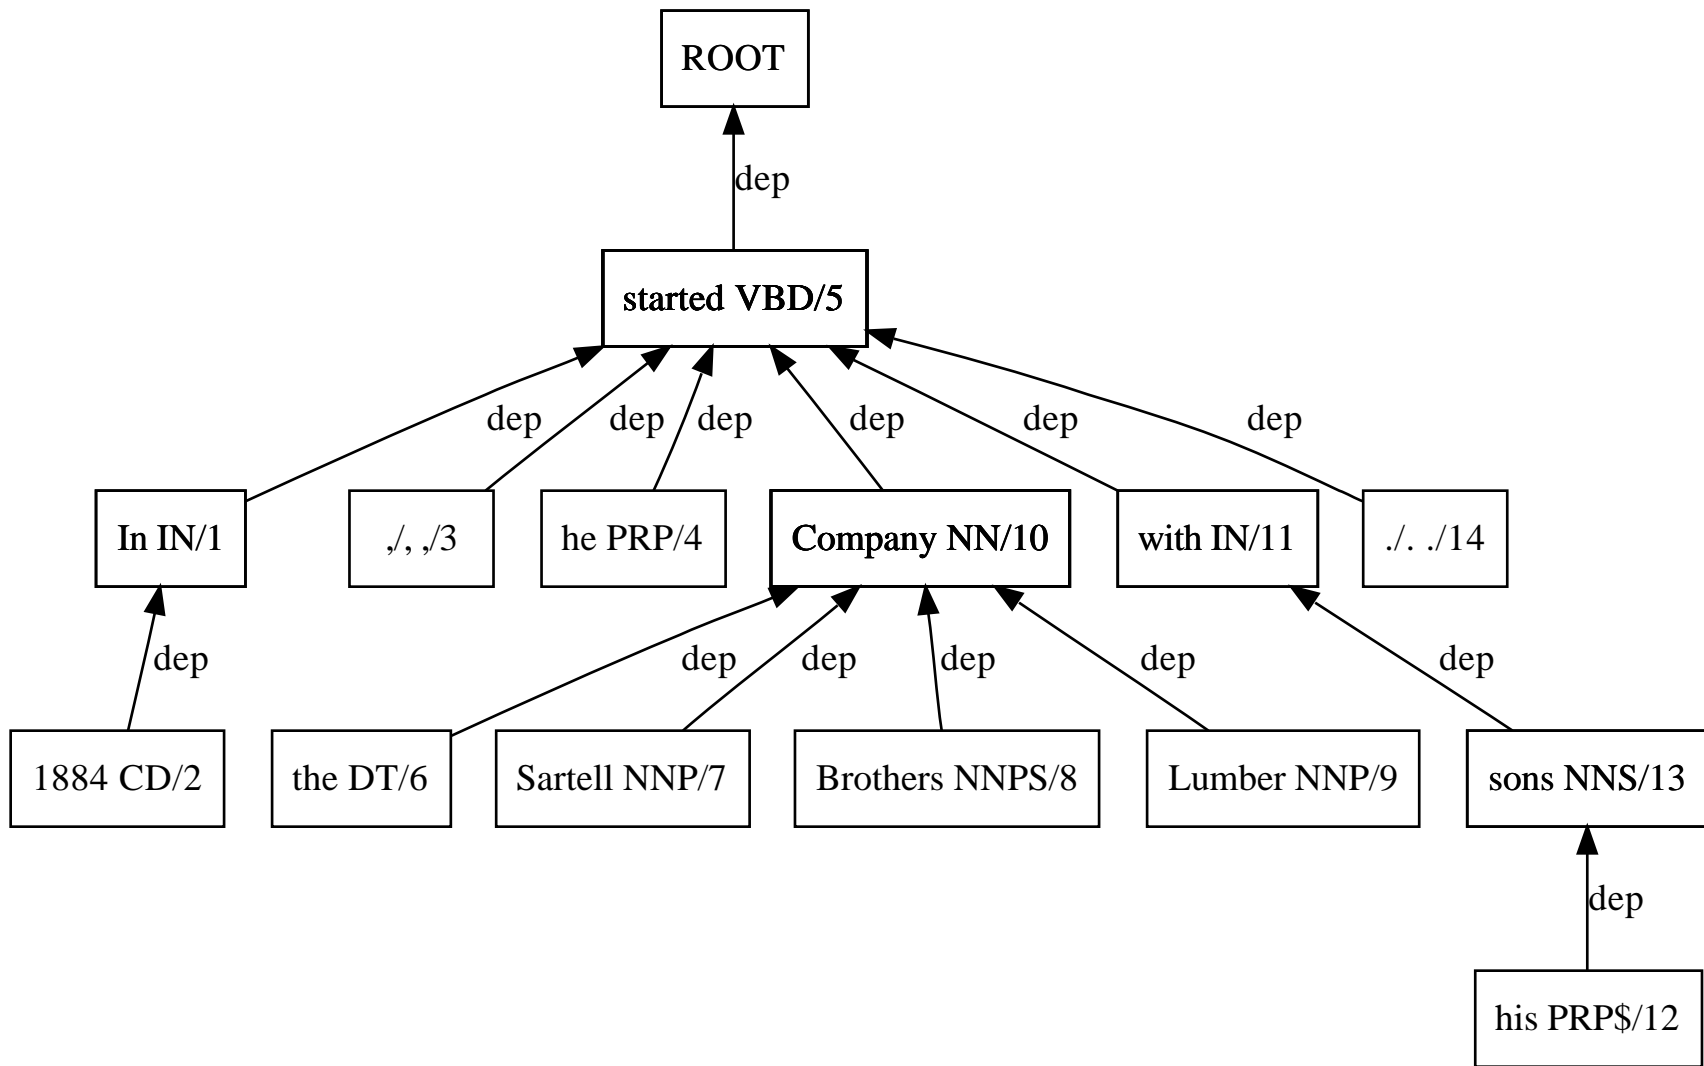 ROOT
dep
started VBD/5
dep dep dep dep dep dep
In IN/1 ,/, ,/3 he PRP/4 Company NN/10 with IN/11 ./. ./14
dep dep dep dep dep dep
1884 CD/2 the DT/6 Sartell NNP/7 Brothers NNPS/8 Lumber NNP/9 sons NNS/13
dep
his PRP$/12